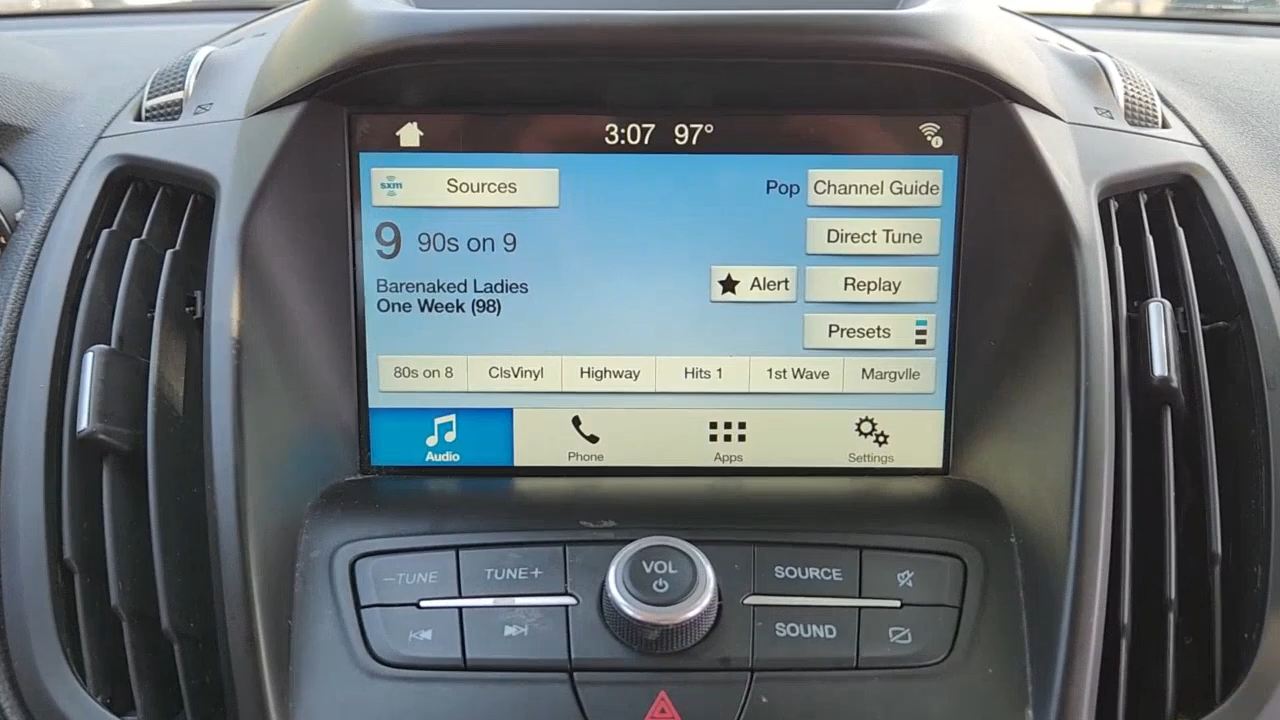 3:07 97°
sxm Sources
Pop Channel Guide
9 90s on 9
Direct Tune
Barenaked Ladies
One Week (98)
Alert
Replay
Presets
80s on 8 ClsVinyl Highway Hits 1 1st Wave Margvlle
Audio Phone Apps Settings
–TUNE TUNE+ VOL SOURCE
SOUND